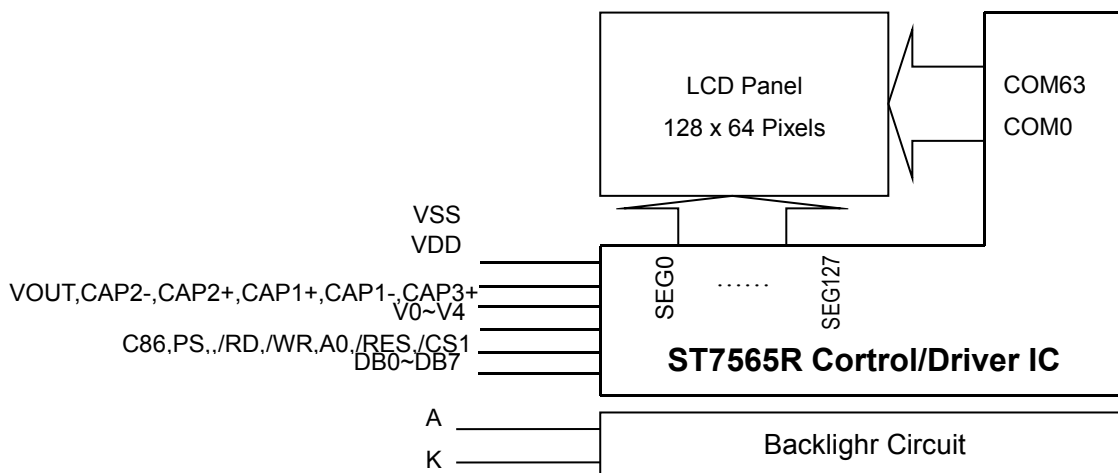 LCD Panel
128 x 64 Pixels
COM63
COM0
VSS
VDD
VOUT,CAP2-,CAP2+,CAP1+,CAP1-,CAP3+
V0~V4
C86,PS,,/RD,/WR,A0,/RES,/CS1
DB0~DB7
SEG0
......
SEG127
ST7565R Cortrol/Driver IC
A
K
Backlighr Circuit